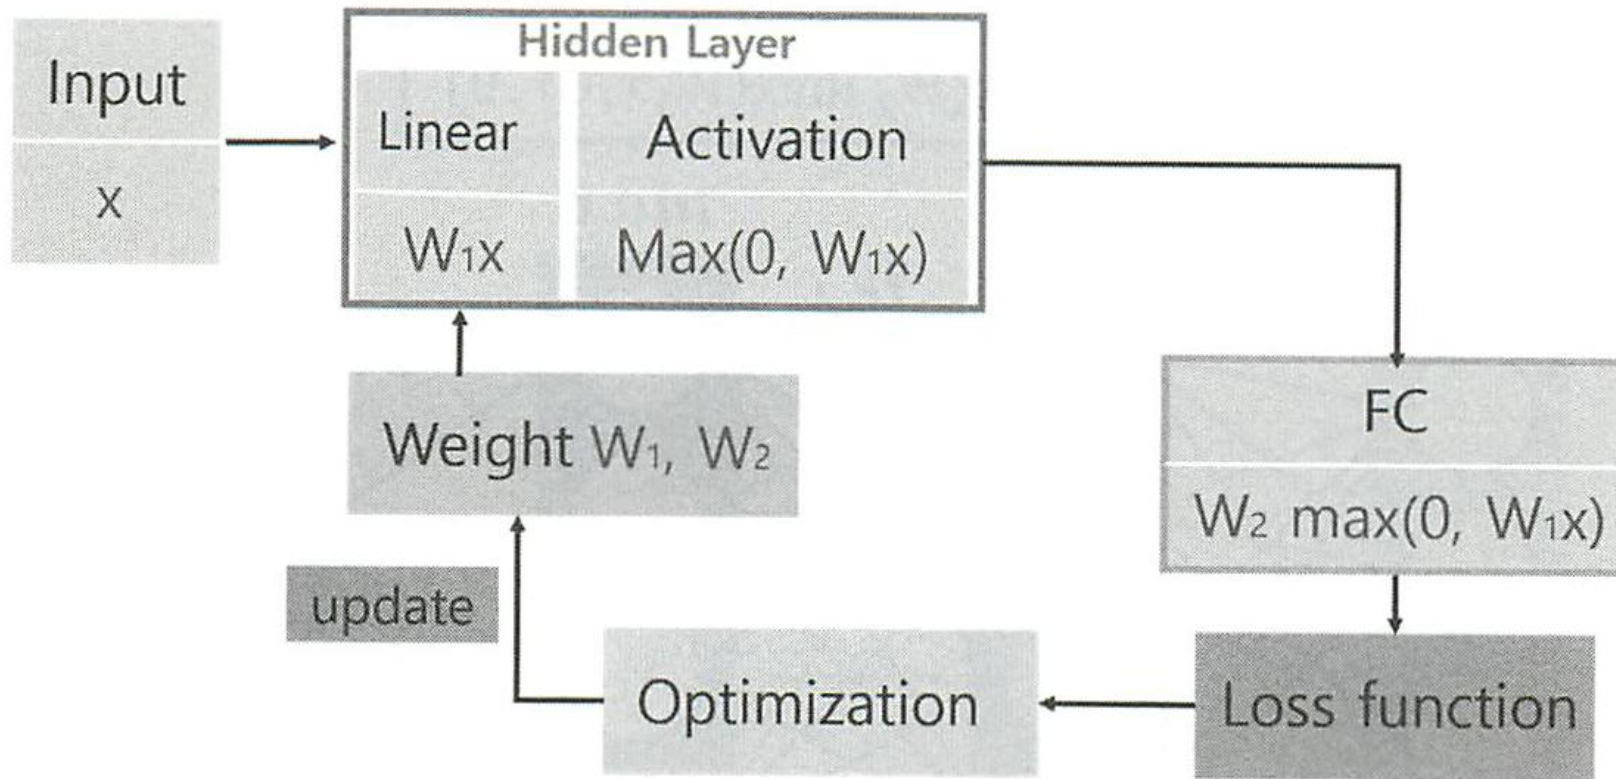 Input
x
Hidden Layer
Linear
Activation
W₁x
Max(0, W₁x)
Weight W₁, W₂
FC
W₂ max(0, W₁x)
update
Optimization
Loss function